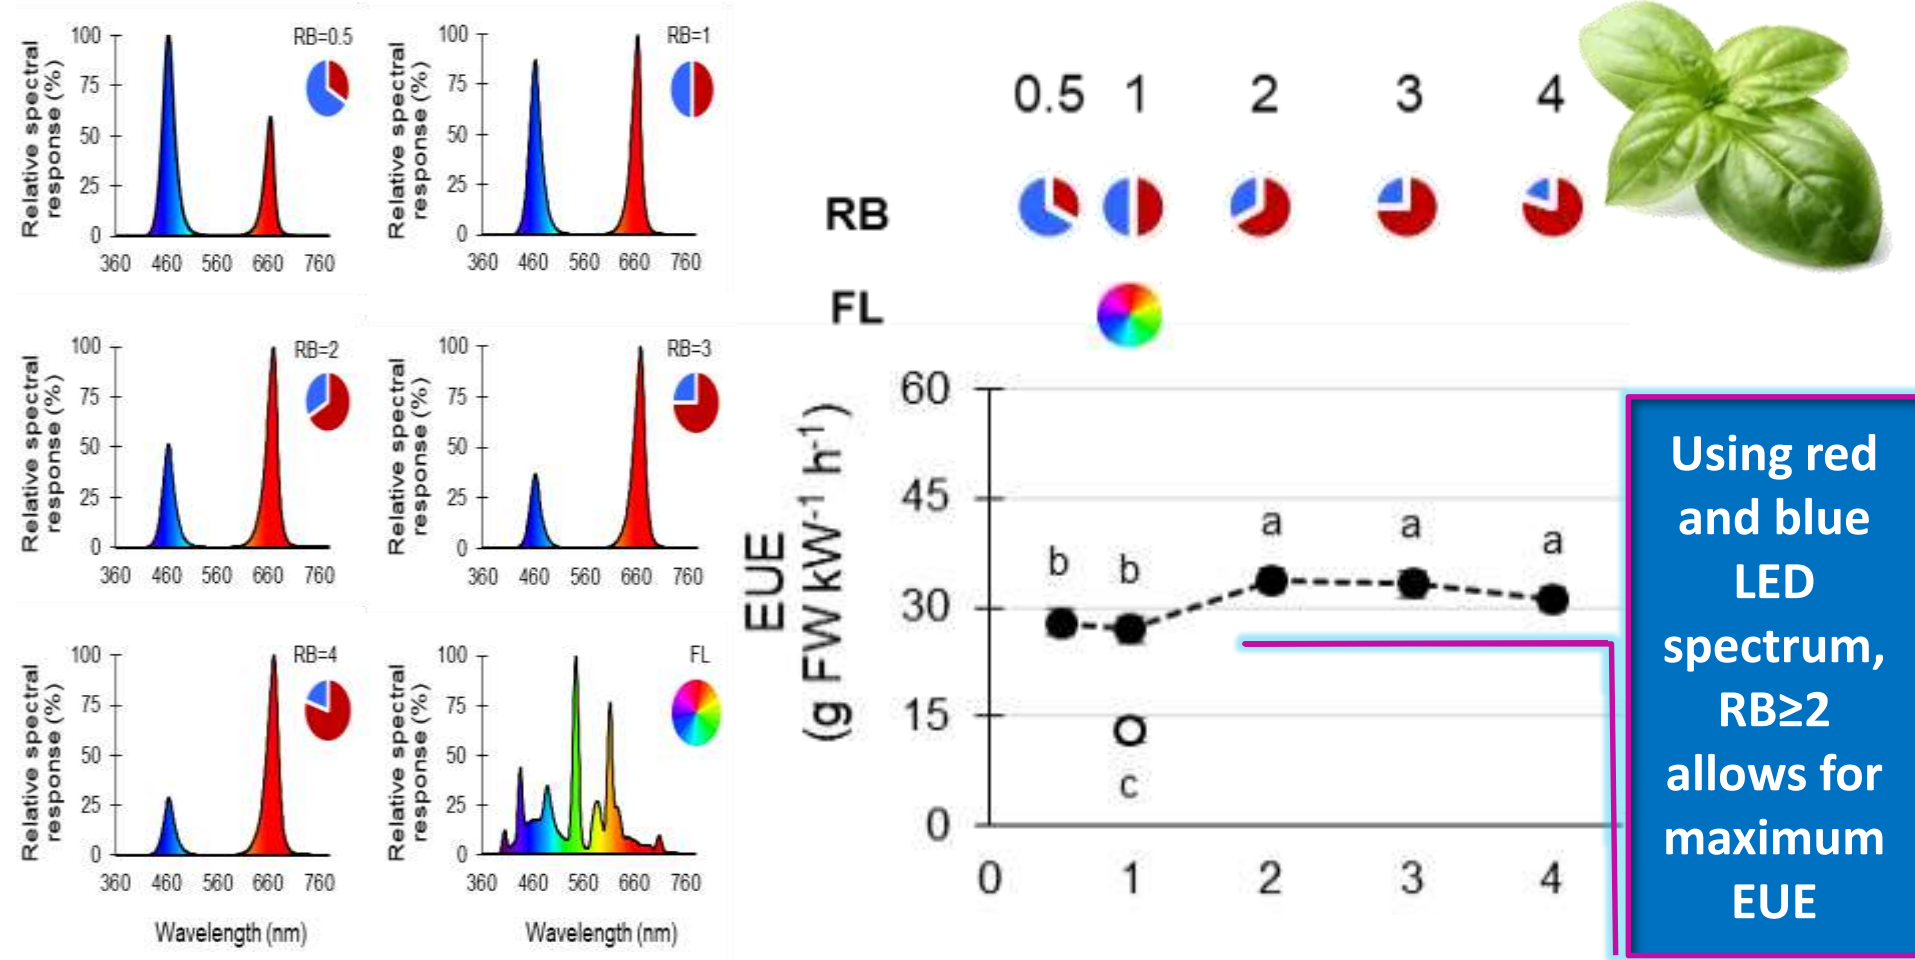 RB=0.5
Relative spectral
response (%)
100
75
50
25
0
360 460 560 660 760
RB=1
Relative spectral
response (%)
100
75
50
25
0
360 460 560 660 760
RB=2
Relative spectral
response (%)
100
75
50
25
0
360 460 560 660 760
RB=3
Relative spectral
response (%)
100
75
50
25
0
360 460 560 660 760
RB=4
Relative spectral
response (%)
100
75
50
25
0
360 460 560 660 760
Wavelength (nm)
FL
Relative spectral
response (%)
100
75
50
25
0
360 460 560 660 760
Wavelength (nm)
0.5 1 2 3 4
RB
FL
EUE
(g FW kW⁻¹ h⁻¹)
60
45
30
15
0
b b a a a
c
0 1 2 3 4
Using red
and blue
LED
spectrum,
RB≥2
allows for
maximum
EUE